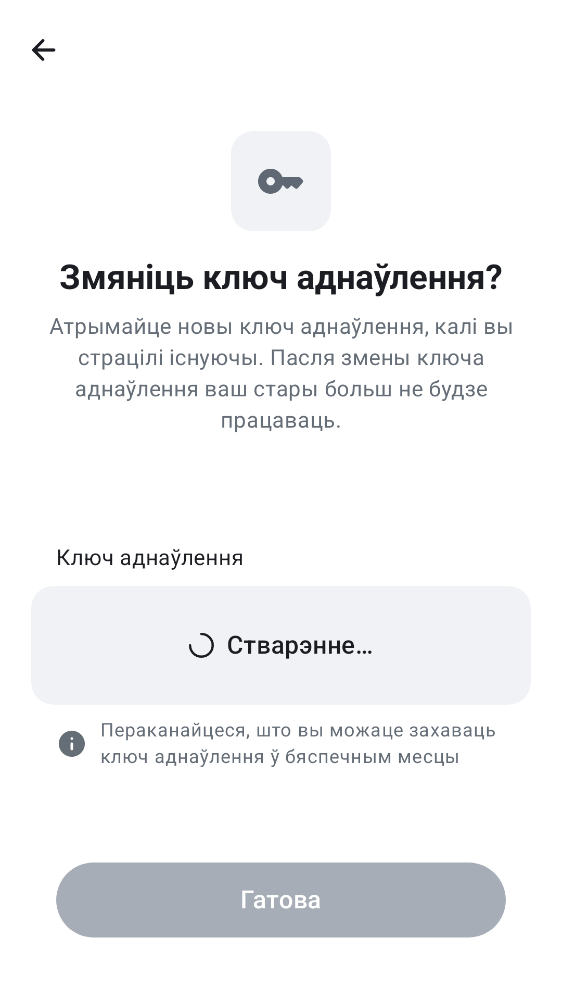 Змяніць ключ аднаўлення?
Атрымайце новы ключ аднаўлення, калі вы
страцілі існуючы. Пасля змены ключа
аднаўлення ваш стары больш не будзе
працаваць.
Ключ аднаўлення
Стварэнне…
Пераканайцеся, што вы можаце захаваць
ключ аднаўлення ў бяспечным месцы
Гатова